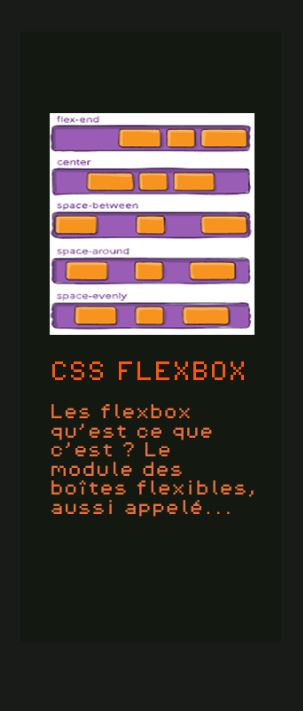 flex-end
center
space-between
space-around
space-evenly
CSS FLEXBOX
Les flexbox
qu'est ce que
c'est ? Le
module des
boîtes flexibles,
aussi appelé...